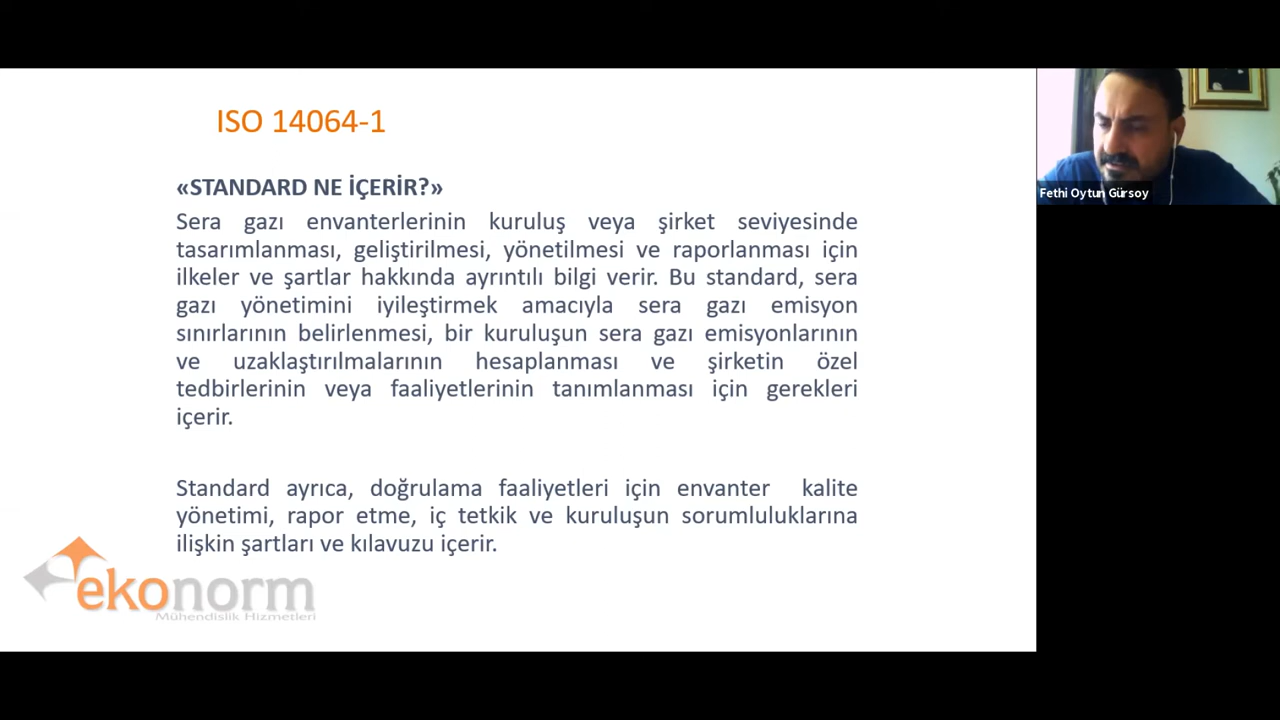 ISO 14064-1
«STANDARD NE İÇERİR?»
Sera gazı envanterlerinin kuruluş veya şirket seviyesinde
tasarımlanması, geliştirilmesi, yönetilmesi ve raporlanması için
ilkeler ve şartlar hakkında ayrıntılı bilgi verir. Bu standard, sera
gazı yönetimini iyileştirmek amacıyla sera gazı emisyon
sınırlarının belirlenmesi, bir kuruluşun sera gazı emisyonlarının
ve uzaklaştırılmalarının hesaplanması ve şirketin özel
tedbirlerinin veya faaliyetlerinin tanımlanması için gerekleri
içerir.
Standard ayrıca, doğrulama faaliyetleri için envanter kalite
yönetimi, rapor etme, iç tetkik ve kuruluşun sorumluluklarına
ilişkin şartları ve kılavuzu içerir.
ekonorm
Mühendislik Hizmetleri
Fethi Oytun Gürsoy